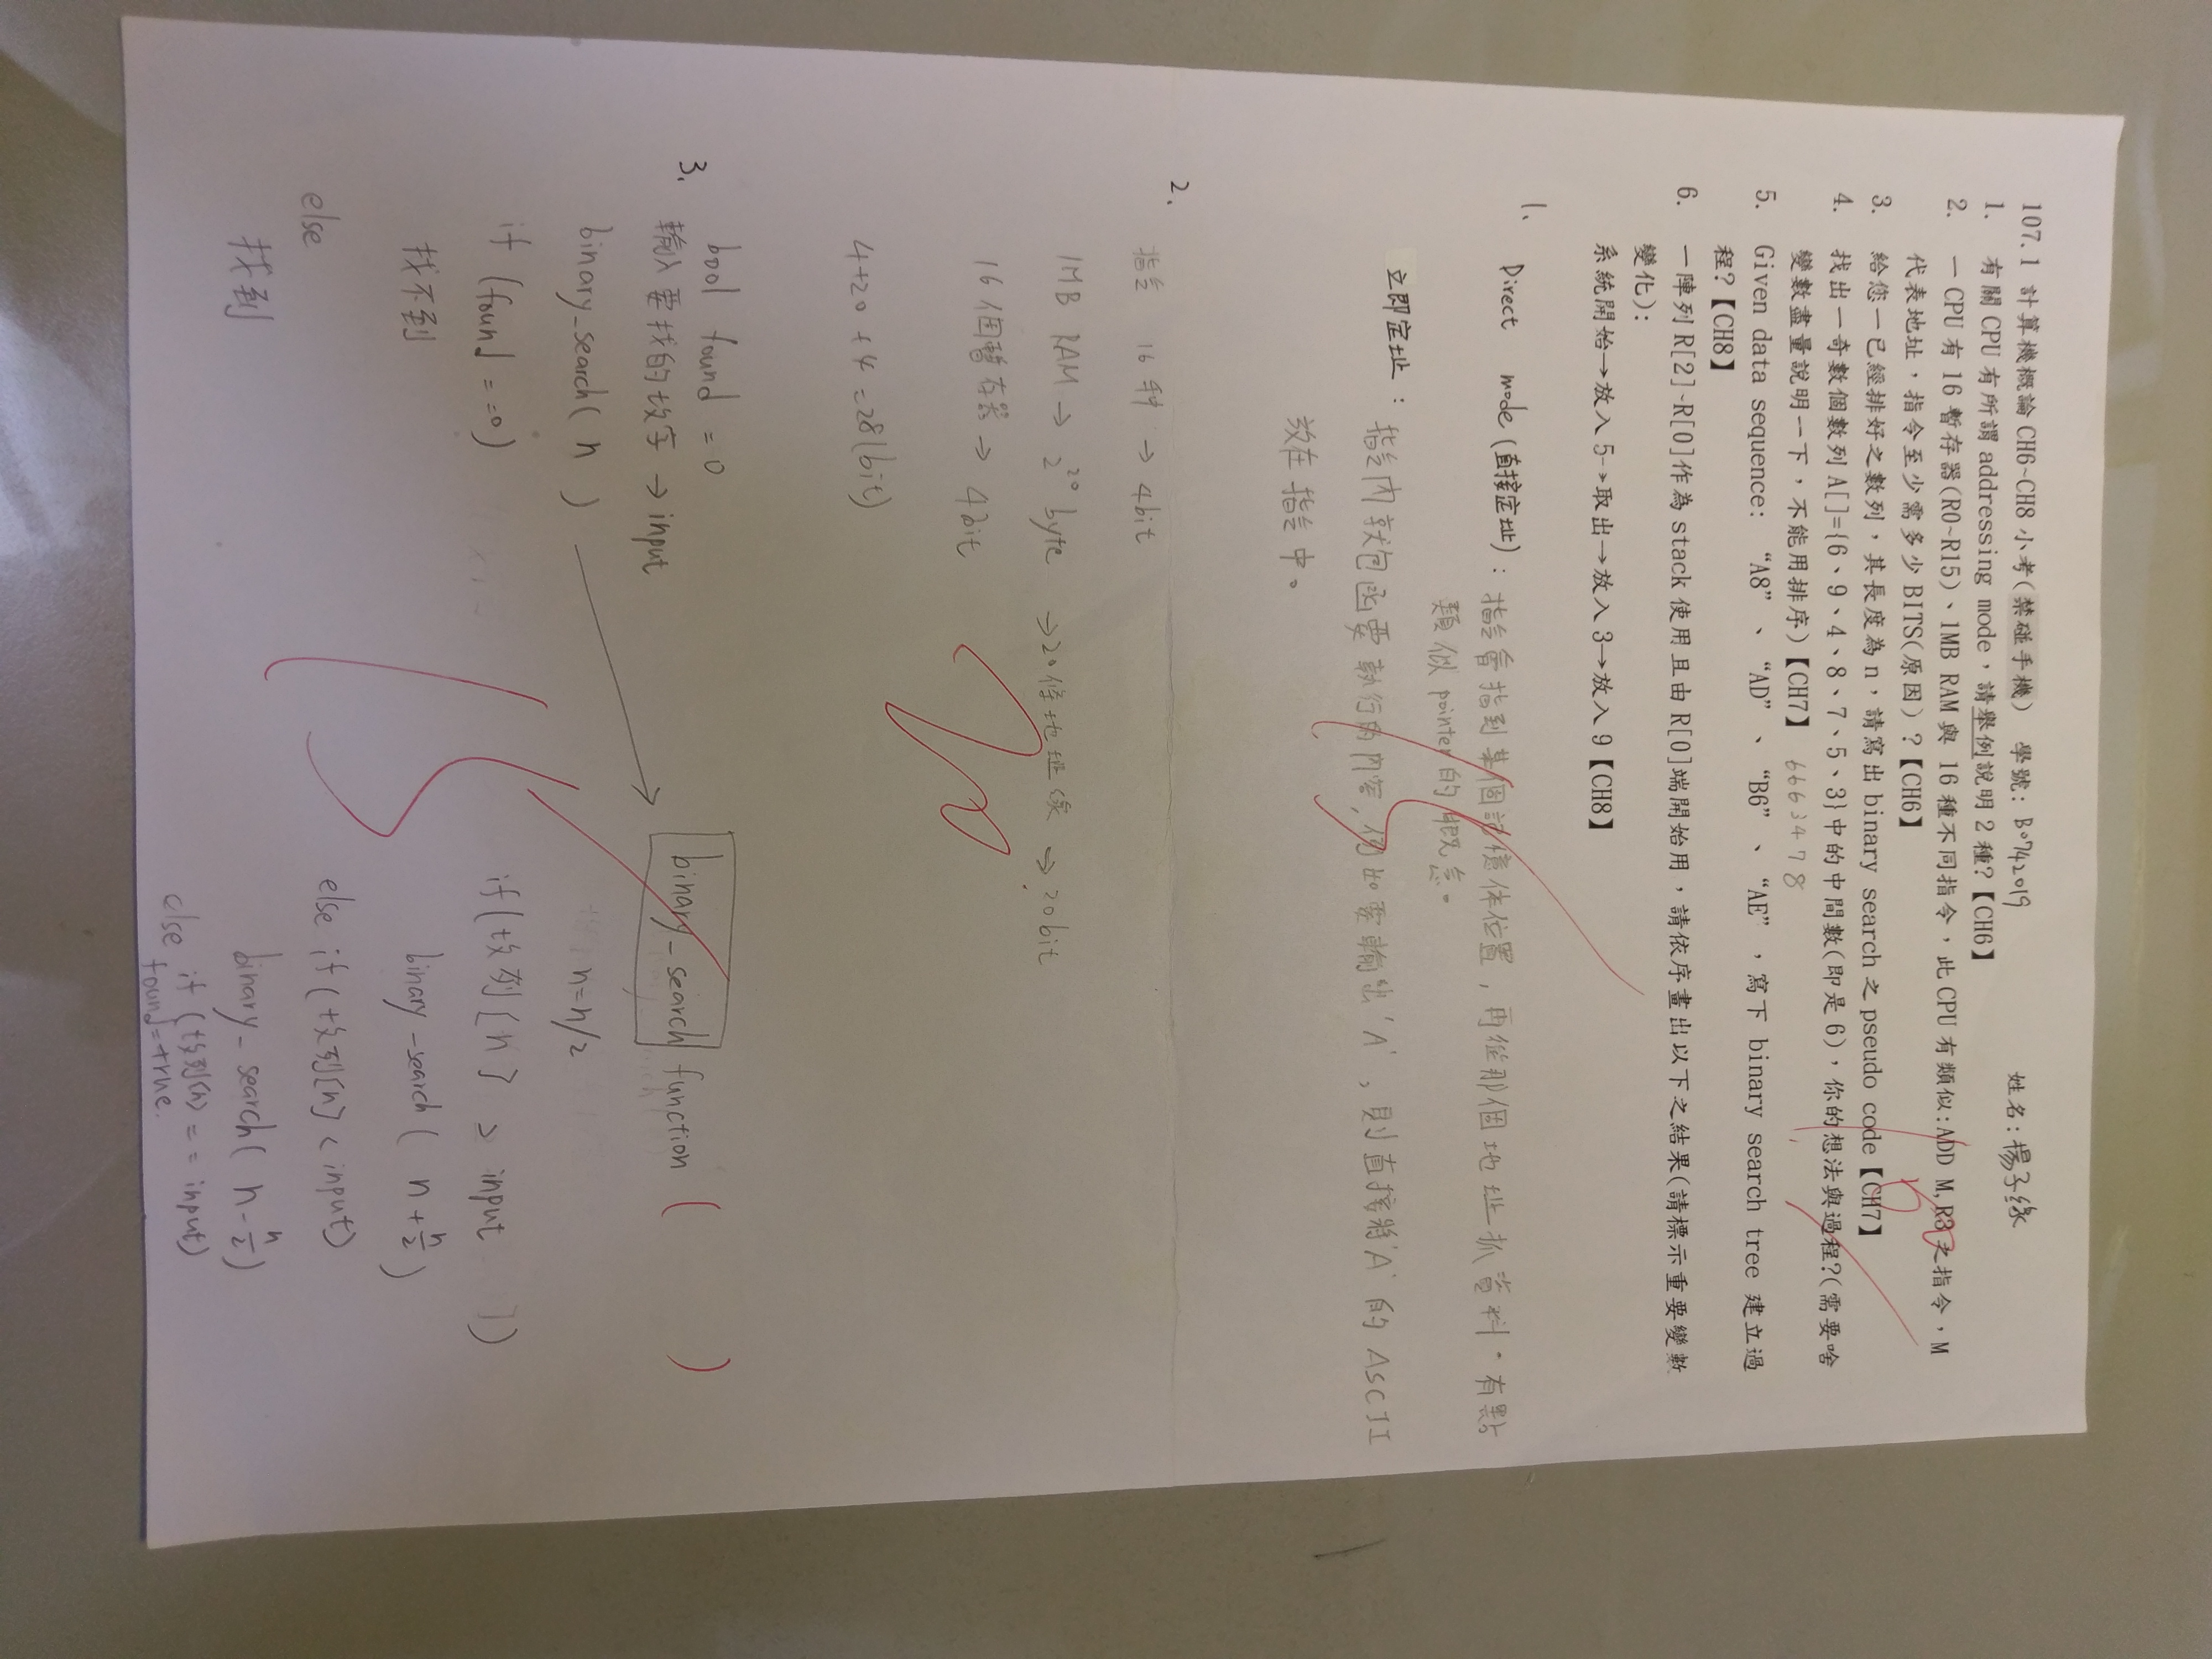 107.1 計算機概論 CH6~CH8 小考(禁碰手機) 學號: B0742019 姓名:楊子緣
1. 有關 CPU 有所謂 addressing mode,請舉例說明 2 種?【CH6】
2. 一 CPU 有 16 暫存器(R0~R15)、1MB RAM 與 16 種不同指令,此 CPU 有類似:ADD M,R3 之指令,M
代表地址,指令至少需多少 BITS(原因)?【CH6】
3. 給您一已經排好之數列,其長度為 n,請寫出 binary search 之 pseudo code【CH7】
4. 找出一奇數個數列 A[]={6、9、4、8、7、5、3}中的中間數(即是 6),你的想法與過程?(需要啥
變數盡量說明一下,不能用排序)【CH7】 6663478
5. Given data sequence: “A8”、“AD”、“B6”、“AE”,寫下 binary search tree 建立過
程?【CH8】
6. 一陣列 R[2]~R[0]作為 stack 使用且由 R[0]端開始用,請依序畫出以下之結果(請標示重要變數
變化):
系統開始→放入 5→取出→放入 3→放入 9【CH8】
1. Direct mode (直接定址) : 指令會指到某個記憶体位置,再從那個地址抓資料。有點
類似 pointer 的概念。
立即定址 : 指令內就包函要執行的內容,例如要輸出'A',則直接將'A'的 ASCII
放在指令中。
15
2.
指令 16 种 → 4bit
1MB RAM → 2^20 byte → 20條地址線 → 20bit
16個暫存器 → 4bit
20
4+20+4=28(bit)
3. bool found = 0
輸入要找的数字 → input
binary_search( n )
if (found ==0)
找不到
else
找到
15
binary_search function ( )
n=n/2
if(数列[n] > input )
binary_search( n+n/2 )
else if(数列[n] < input)
binary_search( n-n/2 )
else if (数列(n) == input)
found=true.